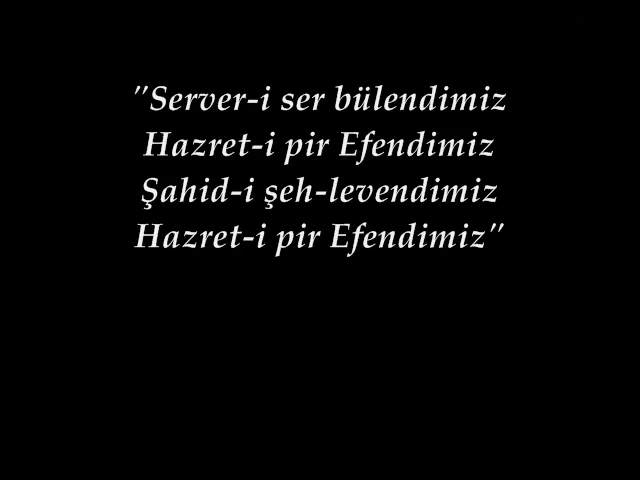 "Server-i ser bülendimiz
Hazret-i pir Efendimiz
Şahid-i şeh-levendimiz
Hazret-i pir Efendimiz"